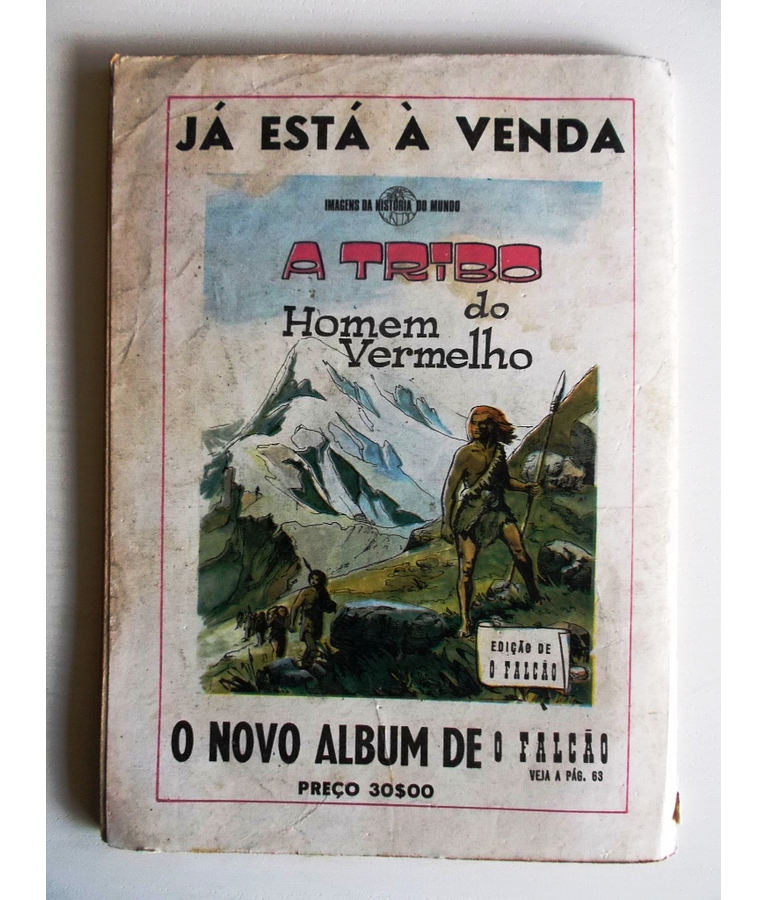 JÁ ESTÁ À VENDA
IMAGENS DA HISTÓRIA DO MUNDO
A TRIBO
do
Homem
Vermelho
EDIÇÃO DE
O FALCÃO
O NOVO ALBUM DE O FALCÃO
VEJA A PÁG. 63
PREÇO 30$00